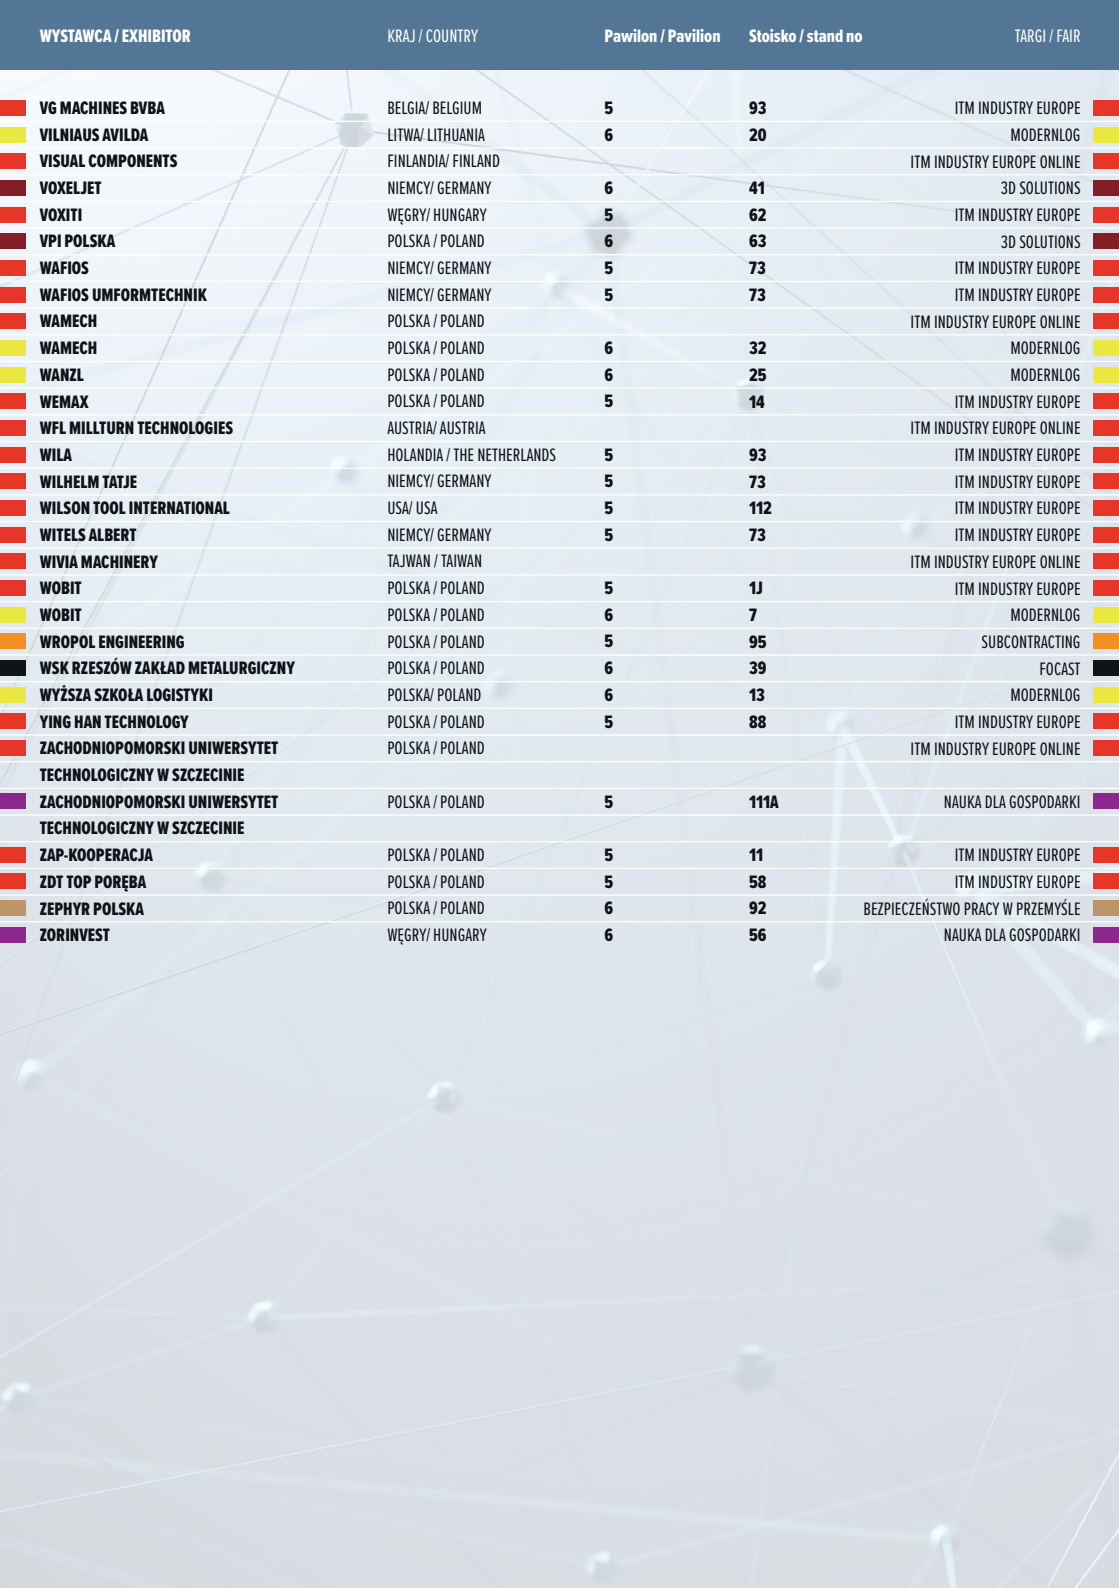 WYSTAWCA / EXHIBITOR KRAJ / COUNTRY Pawilon / Pavilion Stoisko / stand no TARGI / FAIR
VG MACHINES BVBA BELGIA/ BELGIUM 5 93 ITM INDUSTRY EUROPE
VILNIAUS AVILDA LITWA/ LITHUANIA 6 20 MODERNLOG
VISUAL COMPONENTS FINLANDIA/ FINLAND ITM INDUSTRY EUROPE ONLINE
VOXELJET NIEMCY/ GERMANY 6 41 3D SOLUTIONS
VOXITI WĘGRY/ HUNGARY 5 62 ITM INDUSTRY EUROPE
VPI POLSKA POLSKA / POLAND 6 63 3D SOLUTIONS
WAFIOS NIEMCY/ GERMANY 5 73 ITM INDUSTRY EUROPE
WAFIOS UMFORMTECHNIK NIEMCY/ GERMANY 5 73 ITM INDUSTRY EUROPE
WAMECH POLSKA / POLAND ITM INDUSTRY EUROPE ONLINE
WAMECH POLSKA / POLAND 6 32 MODERNLOG
WANZL POLSKA / POLAND 6 25 MODERNLOG
WEMAX POLSKA / POLAND 5 14 ITM INDUSTRY EUROPE
WFL MILLTURN TECHNOLOGIES AUSTRIA/ AUSTRIA ITM INDUSTRY EUROPE ONLINE
WILA HOLANDIA / THE NETHERLANDS 5 93 ITM INDUSTRY EUROPE
WILHELM TATJE NIEMCY/ GERMANY 5 73 ITM INDUSTRY EUROPE
WILSON TOOL INTERNATIONAL USA/ USA 5 112 ITM INDUSTRY EUROPE
WITELS ALBERT NIEMCY/ GERMANY 5 73 ITM INDUSTRY EUROPE
WIVIA MACHINERY TAJWAN / TAIWAN ITM INDUSTRY EUROPE ONLINE
WOBIT POLSKA / POLAND 5 1J ITM INDUSTRY EUROPE
WOBIT POLSKA / POLAND 6 7 MODERNLOG
WROPOL ENGINEERING POLSKA / POLAND 5 95 SUBCONTRACTING
WSK RZESZÓW ZAKŁAD METALURGICZNY POLSKA / POLAND 6 39 FOCAST
WYŻSZA SZKOŁA LOGISTYKI POLSKA/ POLAND 6 13 MODERNLOG
YING HAN TECHNOLOGY POLSKA / POLAND 5 88 ITM INDUSTRY EUROPE
ZACHODNIOPOMORSKI UNIWERSYTET POLSKA / POLAND ITM INDUSTRY EUROPE ONLINE
TECHNOLOGICZNY W SZCZECINIE
ZACHODNIOPOMORSKI UNIWERSYTET POLSKA / POLAND 5 111A NAUKA DLA GOSPODARKI
TECHNOLOGICZNY W SZCZECINIE
ZAP-KOOPERACJA POLSKA / POLAND 5 11 ITM INDUSTRY EUROPE
ZDT TOP PORĘBA POLSKA / POLAND 5 58 ITM INDUSTRY EUROPE
ZEPHYR POLSKA POLSKA / POLAND 6 92 BEZPIECZEŃSTWO PRACY W PRZEMYŚLE
ZORINVEST WĘGRY/ HUNGARY 6 56 NAUKA DLA GOSPODARKI